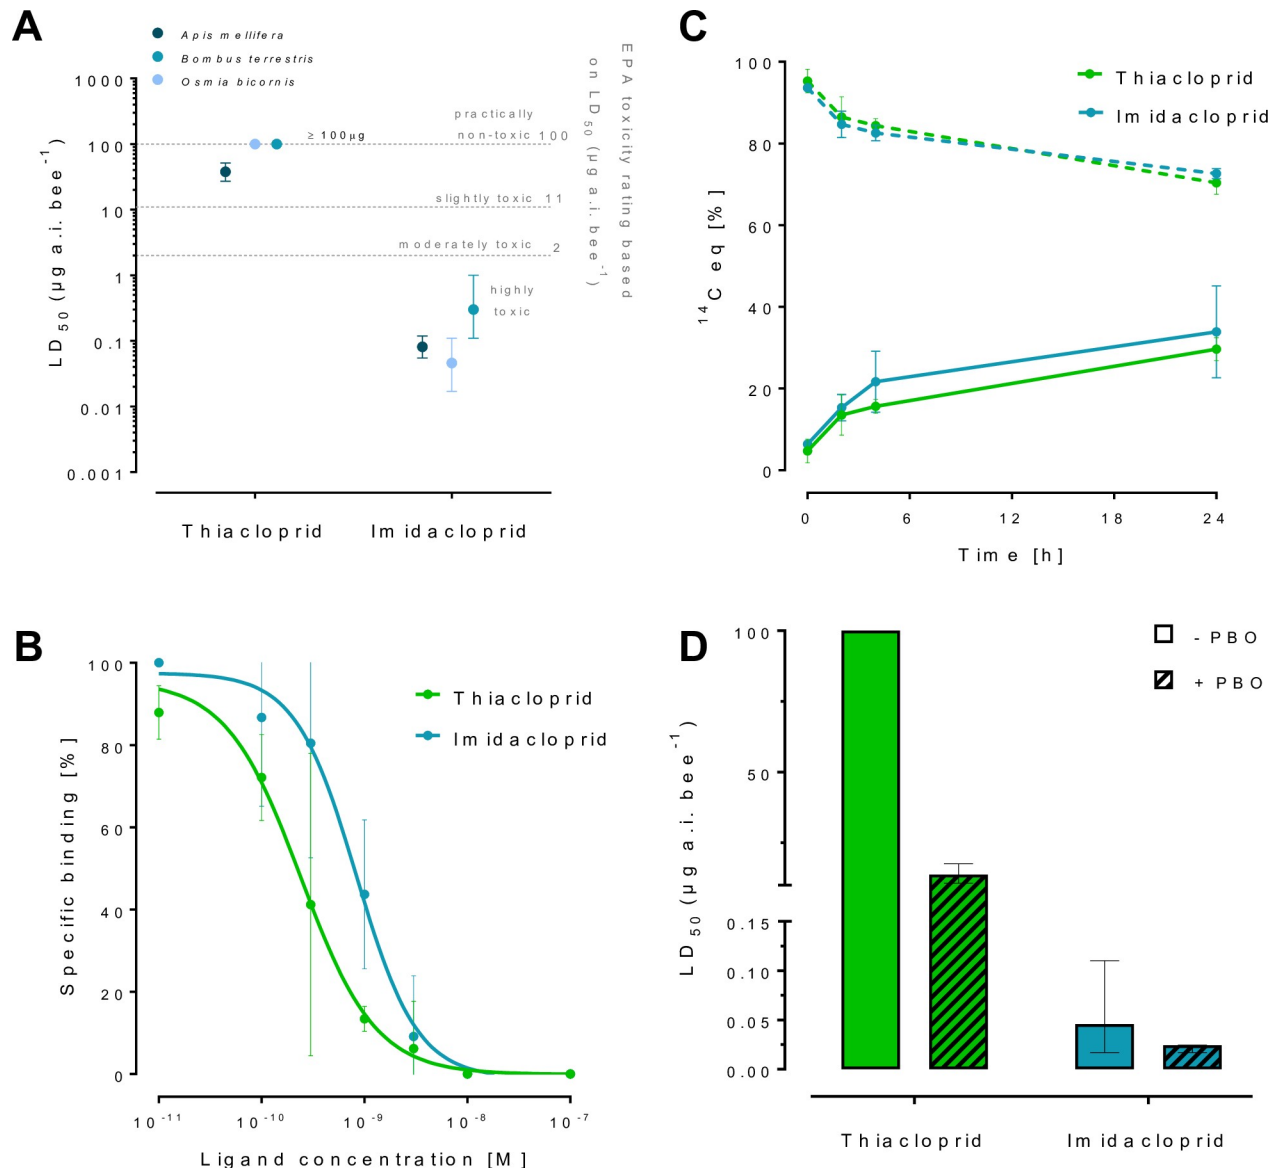 A
Apis mellifera
Bombus terrestris
Osmia bicornis
1000
100
10
1
0.1
0.01
0.001
LD50 (µg a.i. bee-1)
≥ 100µg
practically
non-toxic 100
slightly toxic 11
moderately toxic 2
highly
toxic
EPA toxicity rating based
on LD50 (µg a.i. bee-1)
Thiacloprid
Imidacloprid
C
Thiacloprid
Imidacloprid
100
80
60
40
20
0
14C eq [%]
0
6
12
18
24
Time [h]
B
100
80
60
40
20
0
Specific binding [%]
Thiacloprid
Imidacloprid
10-11
10-10
10-9
10-8
10-7
Ligand concentration [M]
D
- PBO
+ PBO
100
50
0.15
0.10
0.05
0.00
LD50 (µg a.i. bee-1)
Thiacloprid
Imidacloprid